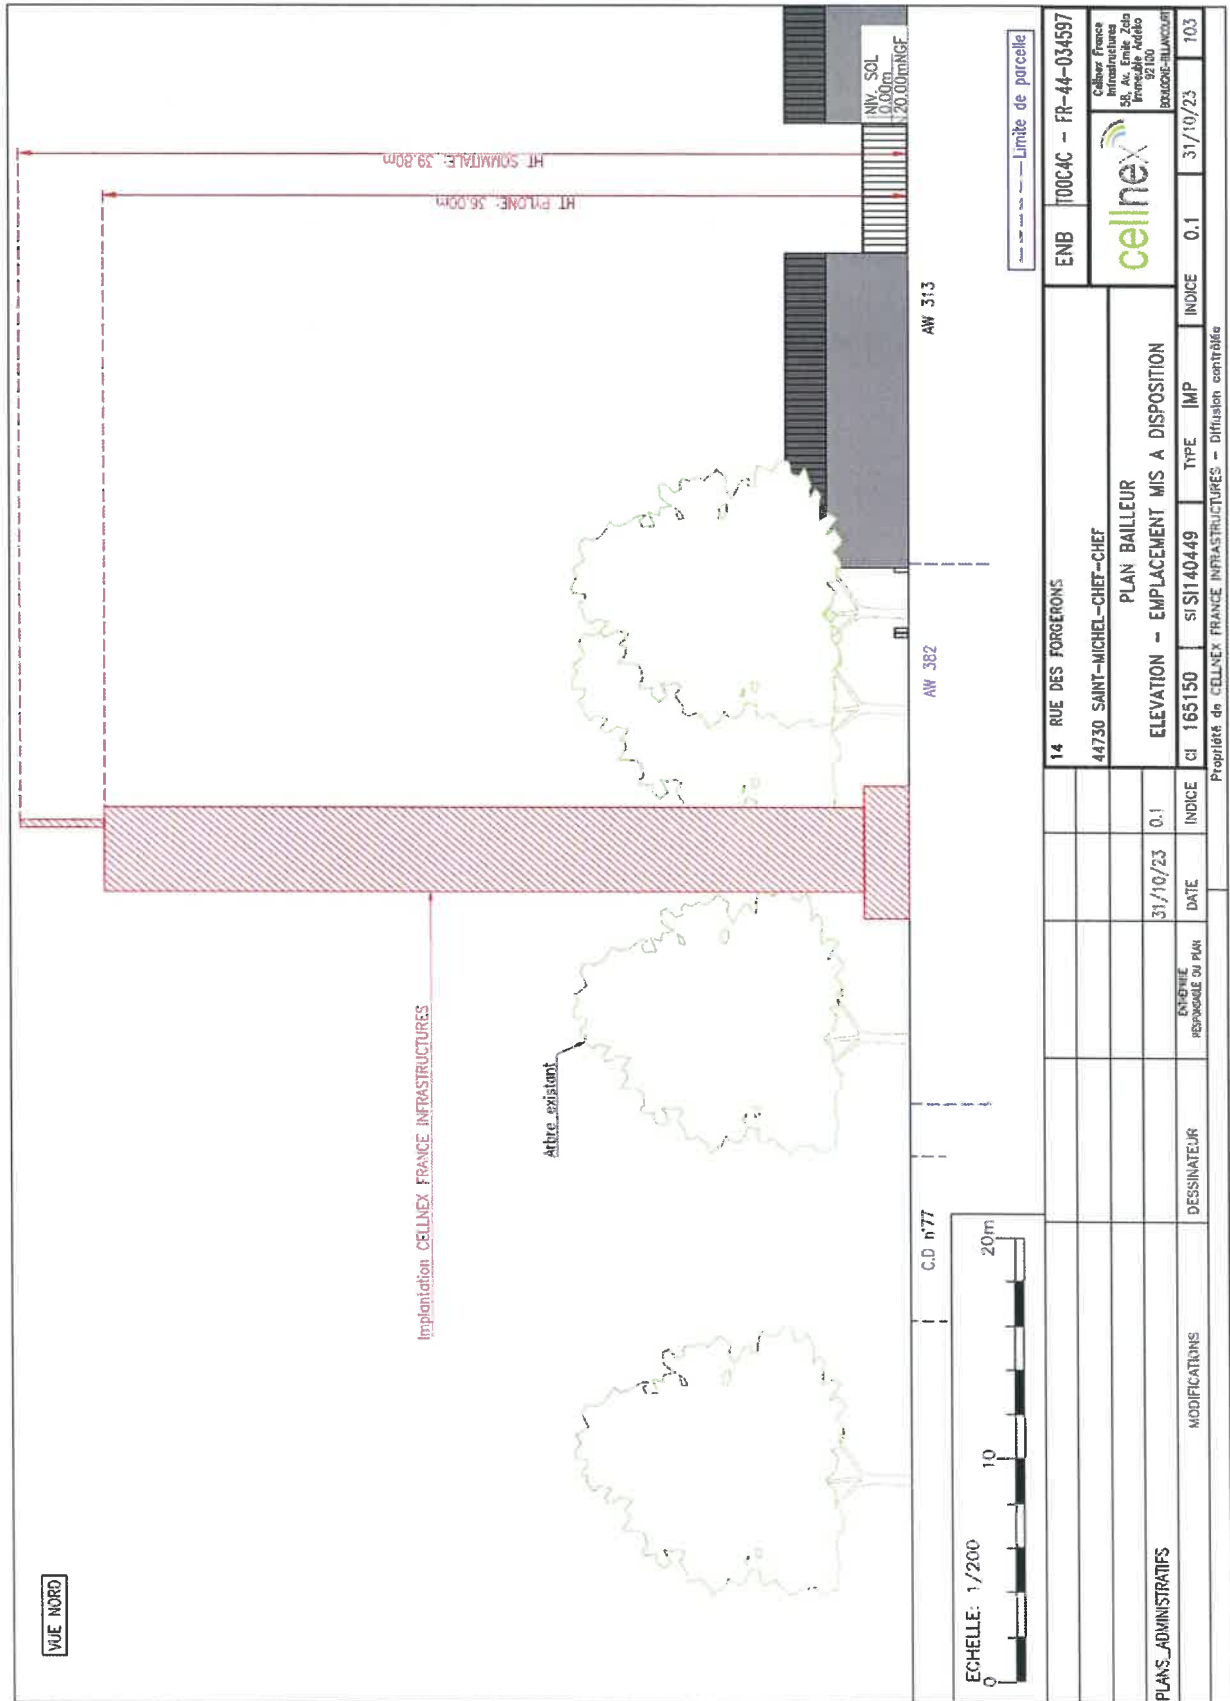 VUE NORD
HT SOMMITALE: 39.80m
HT PYLONE: 36.00m
Implantation CELLNEX FRANCE INFRASTRUCTURES
Arbre existant
NIV. SOL
0.00m
20.00mNGF
C.D n°77
AW 382
AW 313
Limite de parcelle
ECHELLE: 1/200
0
10
20m
14 RUE DES FORGERONS
44730 SAINT-MICHEL-CHEF-CHEF
ENB
T00C4C - FR-44-034597
PLAN BAILLEUR
ELEVATION - EMPLACEMENT MIS A DISPOSITION
cellnex
Cellnex France
Infrastructures
58, Av. Emile Zola
Immeuble Ardeko
92100
BOULOGNE-BILLANCOURT
PLANS_ADMINISTRATIFS
31/10/23
0.1
MODIFICATIONS
DESSINATEUR
ENTREPRISE
RESPONSABLE DU PLAN
DATE
INDICE
CI 165150
SI SI140449
TYPE IMP
INDICE 0.1
31/10/23
103
Propriété de CELLNEX FRANCE INFRASTRUCTURES - Diffusion contrôlée